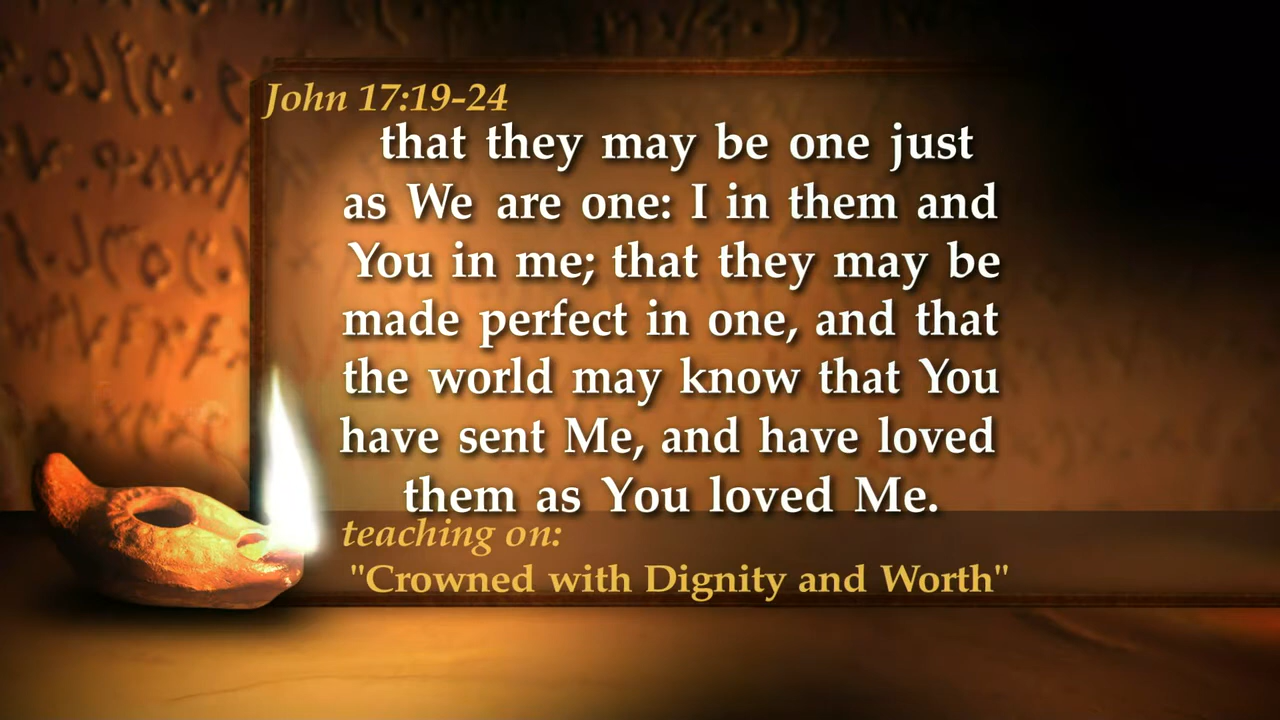 John 17:19-24
that they may be one just
as We are one: I in them and
You in me; that they may be
made perfect in one, and that
the world may know that You
have sent Me, and have loved
them as You loved Me.
teaching on:
"Crowned with Dignity and Worth"